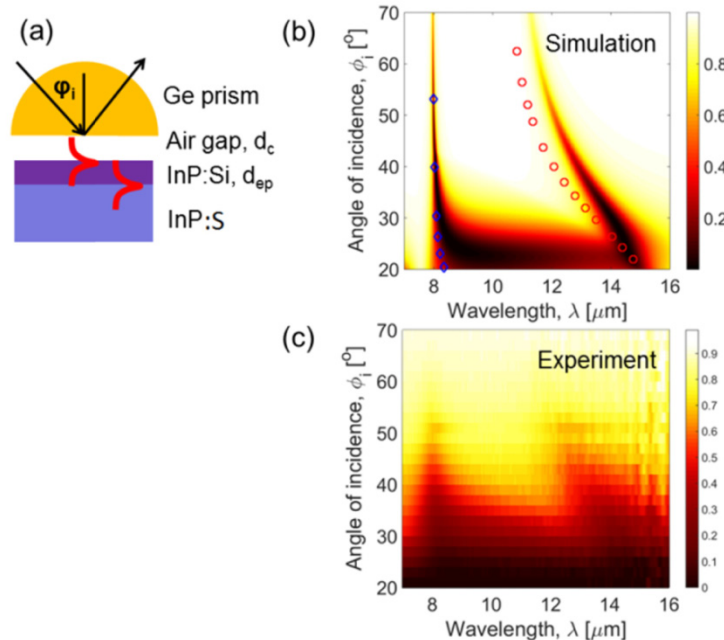 (a)
φi
Ge prism
Air gap, dc
InP:Si, dep
InP:S
(b)
Simulation
Angle of incidence, ϕi [o]
70
60
50
40
30
20
8 10 12 14 16
Wavelength, λ [μm]
0.8
0.6
0.4
0.2
(c)
Experiment
Angle of incidence, ϕi [o]
70
60
50
40
30
20
8 10 12 14 16
Wavelength, λ [μm]
0.9
0.8
0.7
0.6
0.5
0.4
0.3
0.2
0.1
0